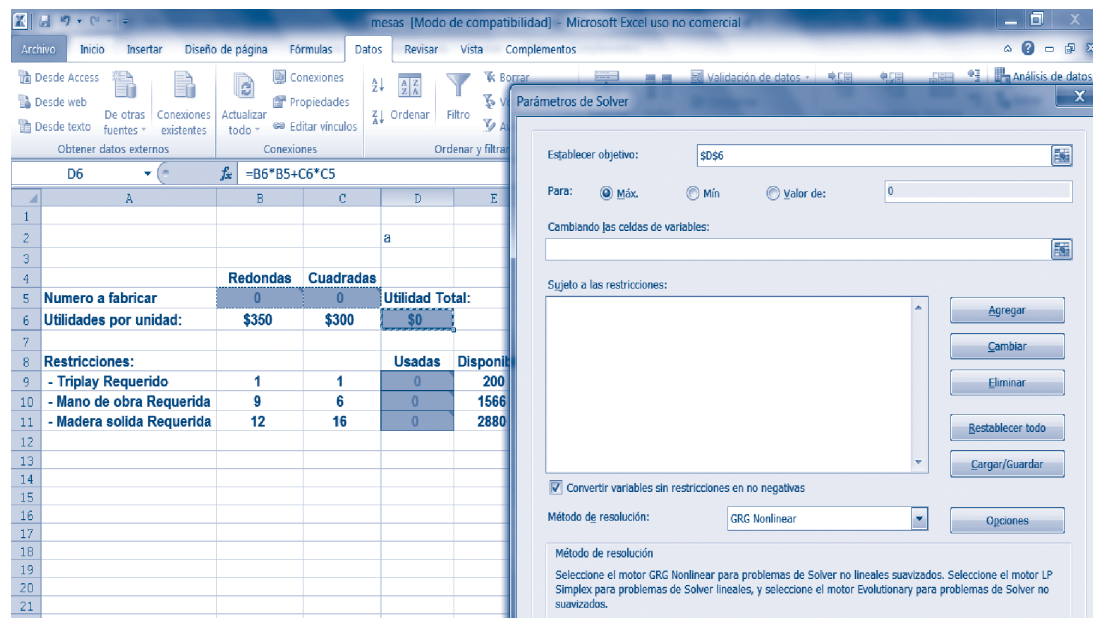 mesas [Modo de compatibilidad] - Microsoft Excel uso no comercial
Archivo Inicio Insertar Diseño de página Fórmulas Datos Revisar Vista Complementos
Desde Access
Desde web
Desde texto
De otras fuentes
Conexiones existentes
Obtener datos externos
Actualizar todo
Conexiones
Propiedades
Editar vínculos
Conexiones
Ordenar
Filtro
Borrar
Ordenar y filtrar
Validación de datos
Análisis de datos
D6 fx =B6*B5+C6*C5
A B C D E
1
2 a
3
4 Redondas Cuadradas
5 Numero a fabricar 0 0 Utilidad Total:
6 Utilidades por unidad: $350 $300 $0
7
8 Restricciones: Usadas
9 - Triplay Requerido 1 1 0 200
10 - Mano de obra Requerida 9 6 0 1566
11 - Madera solida Requerida 12 16 0 2880
12
13
14
15
16
17
18
19
20
21
Parámetros de Solver X
Establecer objetivo: $D$6
Para: Máx. Mín Valor de: 0
Cambiando las celdas de variables:
Sujeto a las restricciones:
Agregar
Cambiar
Eliminar
Restablecer todo
Cargar/Guardar
Convertir variables sin restricciones en no negativas
Método de resolución: GRG Nonlinear Opciones
Método de resolución
Seleccione el motor GRG Nonlinear para problemas de Solver no lineales suavizados. Seleccione el motor LP
Simplex para problemas de Solver lineales, y seleccione el motor Evolutionary para problemas de Solver no
suavizados.